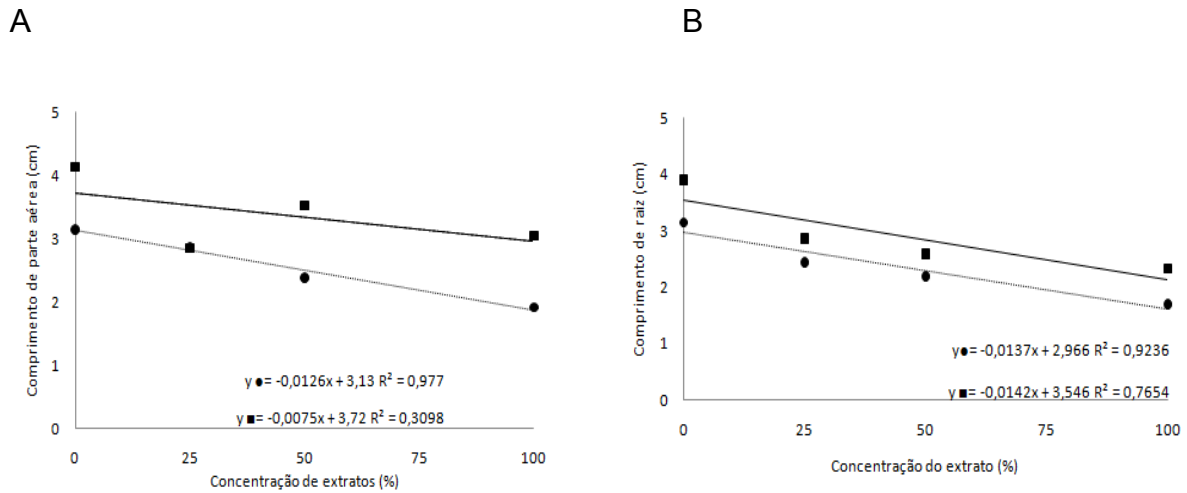 A
B
Comprimento de parte aérea (cm)
5
4
3
2
1
0
y ●= -0,0126x + 3,13 R² = 0,977
y ■= -0,0075x + 3,72 R² = 0,3098
0 25 50 75 100
Concentração de extratos (%)
Comprimento de raiz (cm)
5
4
3
2
1
0
y●= -0,0137x + 2,966 R² = 0,9236
y ■= -0,0142x + 3,546 R² = 0,7654
0 25 50 75 100
Concentração do extrato (%)